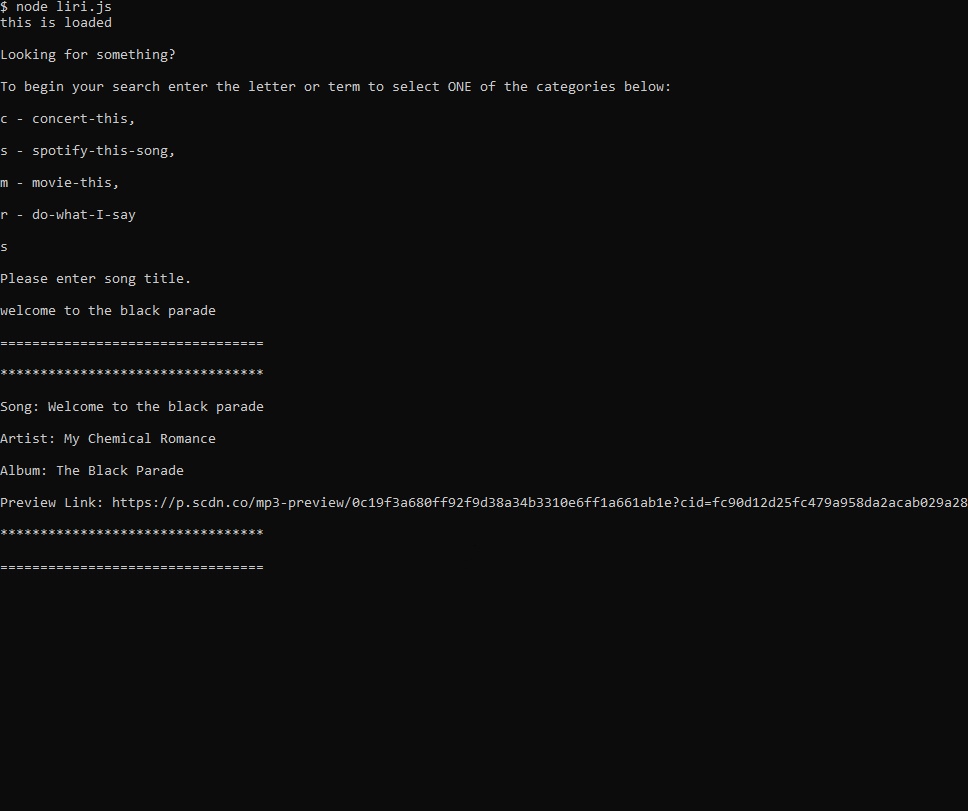 $ node liri.js
this is loaded
Looking for something?
To begin your search enter the letter or term to select ONE of the categories below:
c - concert-this,
s - spotify-this-song,
m - movie-this,
r - do-what-I-say
s
Please enter song title.
welcome to the black parade
=================================
*********************************
Song: Welcome to the black parade
Artist: My Chemical Romance
Album: The Black Parade
Preview Link: https://p.scdn.co/mp3-preview/0c19f3a680ff92f9d38a34b3310e6ff1a661ab1e?cid=fc90d12d25fc479a958da2acab029a28
*********************************
=================================